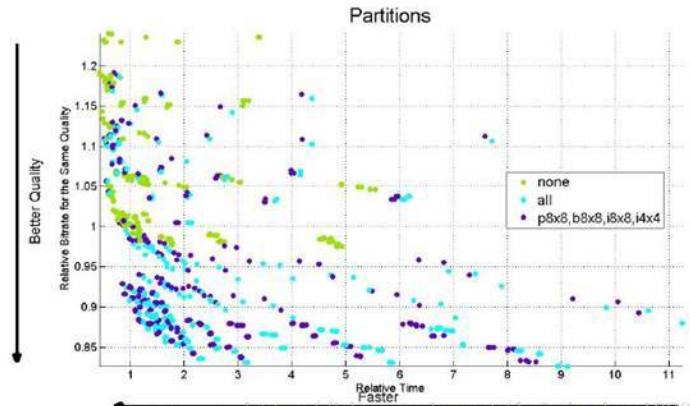 Partitions
Better Quality
Relative Bitrate for the Same Quality
1.2
1.15
1.1
1.05
1
0.95
0.9
0.85
none
all
p8x8,b8x8,i8x8,i4x4
1 2 3 4 5 6 7 8 9 10 11
Relative Time
Faster